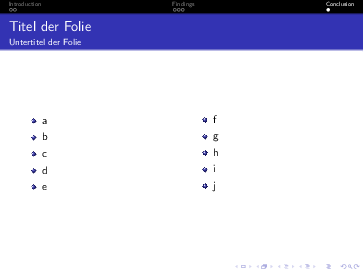 Introduction Findings Conclusion
Titel der Folie
Untertitel der Folie
a
b
c
d
e
f
g
h
i
j